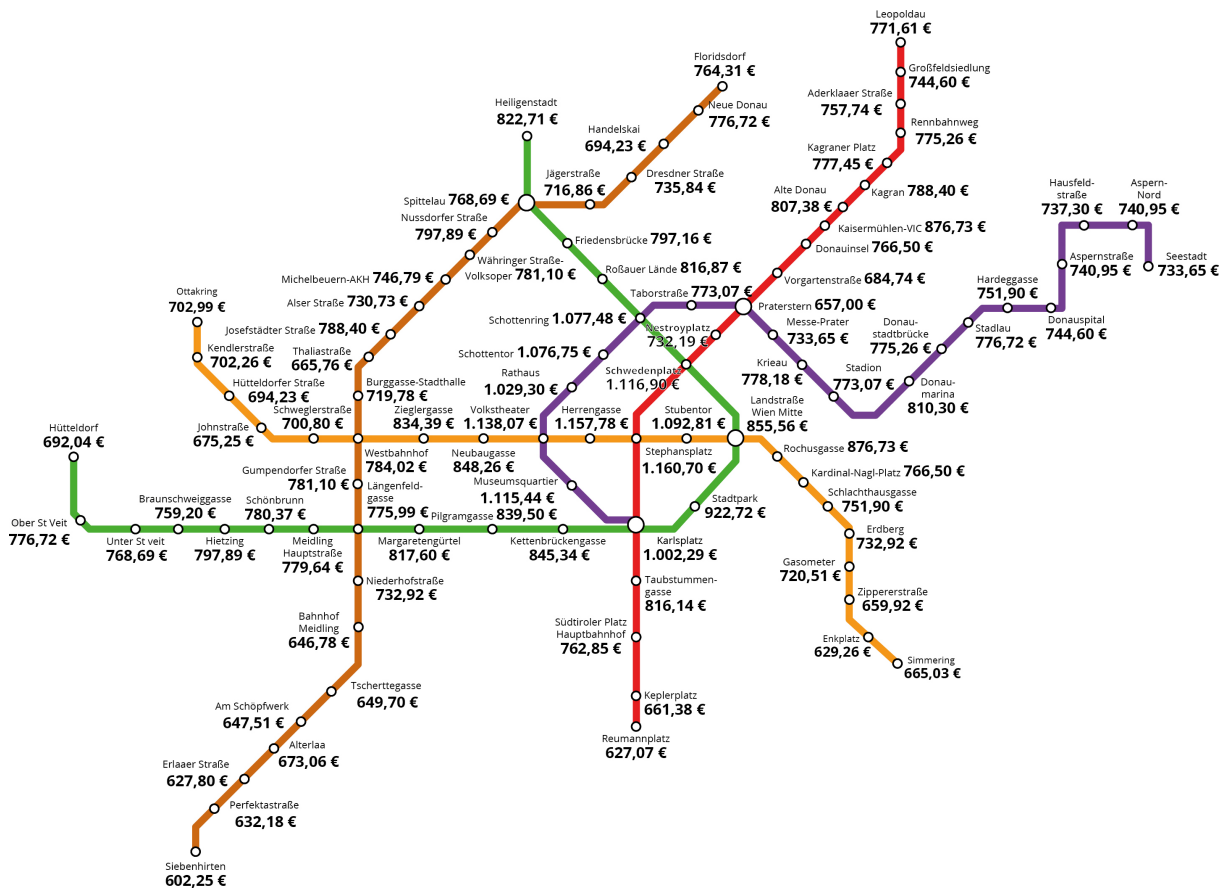 Leopoldau
771,61 €
Großfeldsiedlung
744,60 €
Aderklaaer Straße
757,74 €
Rennbahnweg
775,26 €
Kagraner Platz
777,45 €
Kagran 788,40 €
Alte Donau
807,38 €
Kaisermühlen-VIC 876,73 €
Donauinsel 766,50 €
Vorgartenstraße 684,74 €
Praterstern 657,00 €
Nestroyplatz
732,19 €
Schwedenplatz
1.116,90 €
Stephansplatz
1.160,70 €
Karlsplatz
1.002,29 €
Taubstummen-
gasse
816,14 €
Südtiroler Platz
Hauptbahnhof
762,85 €
Keplerplatz
661,38 €
Reumannplatz
627,07 €
Floridsdorf
764,31 €
Neue Donau
776,72 €
Handelskai
694,23 €
Dresdner Straße
735,84 €
Jägerstraße
716,86 €
Heiligenstadt
822,71 €
Spittelau 768,69 €
Nussdorfer Straße
797,89 €
Währinger Straße-
Volksoper 781,10 €
Michelbeuern-AKH 746,79 €
Alser Straße 730,73 €
Josefstädter Straße 788,40 €
Thaliastraße
665,76 €
Burggasse-Stadthalle
719,78 €
Westbahnhof
784,02 €
Gumpendorfer Straße
781,10 €
Längenfeld-
gasse
775,99 €
Niederhofstraße
732,92 €
Bahnhof
Meidling
646,78 €
Tscherttegasse
649,70 €
Am Schöpfwerk
647,51 €
Alterlaa
673,06 €
Erlaaer Straße
627,80 €
Perfektastraße
632,18 €
Siebenhirten
602,25 €
Friedensbrücke 797,16 €
Roßauer Lände 816,87 €
Taborstraße 773,07 €
Schottenring 1.077,48 €
Schottentor 1.076,75 €
Rathaus
1.029,30 €
Volkstheater
1.138,07 €
Museumsquartier
1.115,44 €
Messe-Prater
733,65 €
Krieau
778,18 €
Stadion
773,07 €
Donau-
marina
810,30 €
Donau-
stadtbrücke
775,26 €
Stadlau
776,72 €
Hardeggasse
751,90 €
Donauspital
744,60 €
Aspernstraße
740,95 €
Hausfeld-
straße
737,30 €
Aspern-
Nord
740,95 €
Seestadt
733,65 €
Ottakring
702,99 €
Kendlerstraße
702,26 €
Hütteldorfer Straße
694,23 €
Johnstraße
675,25 €
Schweglerstraße
700,80 €
Zieglergasse
834,39 €
Neubaugasse
848,26 €
Herrengasse
1.157,78 €
Stubentor
1.092,81 €
Landstraße
Wien Mitte
855,56 €
Rochusgasse 876,73 €
Kardinal-Nagl-Platz 766,50 €
Schlachthausgasse
751,90 €
Erdberg
732,92 €
Gasometer
720,51 €
Zippererstraße
659,92 €
Enkplatz
629,26 €
Simmering
665,03 €
Hütteldorf
692,04 €
Ober St Veit
776,72 €
Unter St veit
768,69 €
Braunschweiggasse
759,20 €
Hietzing
797,89 €
Schönbrunn
780,37 €
Meidling
Hauptstraße
779,64 €
Margaretengürtel
817,60 €
Pilgramgasse 839,50 €
Kettenbrückengasse
845,34 €
Stadtpark
922,72 €